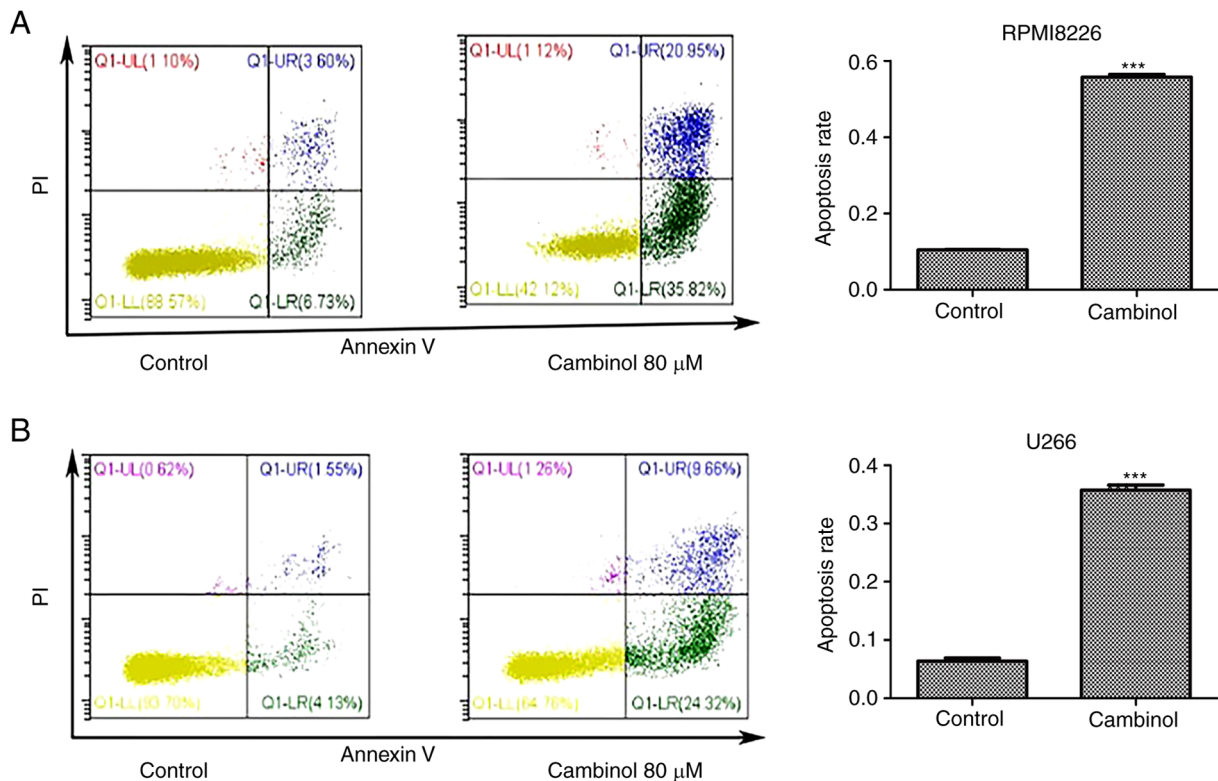 A
Q1-UL(1 10%)
Q1-UR(3 60%)
Q1-LL(88 57%)
Q1-LR(6.73%)
Q1-UL(1 12%)
Q1-UR(20 95%)
Q1-LL(42 12%)
Q1-LR(35.82%)
PI
Annexin V
Control
Cambinol 80 μM
RPMI8226
***
Apoptosis rate
0.6
0.4
0.2
0.0
Control
Cambinol
B
Q1-UL(0 62%)
Q1-UR(1 55%)
Q1-LL(93 70%)
Q1-LR(4 13%)
Q1-UL(1 26%)
Q1-UR(9 66%)
Q1-LL(64 76%)
Q1-LR(24 32%)
PI
Annexin V
Control
Cambinol 80 μM
U266
***
Apoptosis rate
0.4
0.3
0.2
0.1
0.0
Control
Cambinol